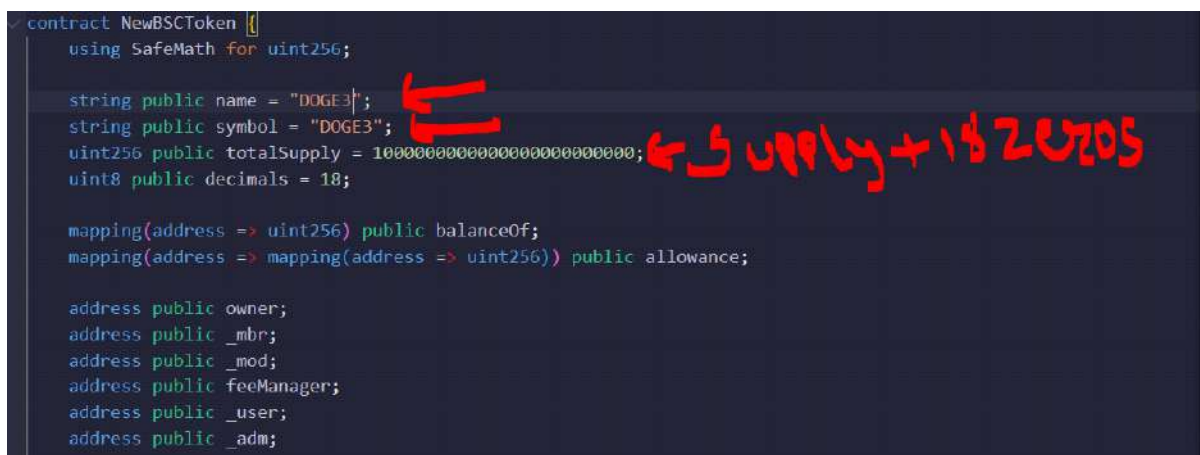 contract NewBSCToken {
using SafeMath for uint256;
string public name = "DOGE3";
string public symbol = "DOGE3";
uint256 public totalSupply = 1000000000000000000000000; Supply + 18 zeros
uint8 public decimals = 18;
mapping(address => uint256) public balanceOf;
mapping(address => mapping(address => uint256)) public allowance;
address public owner;
address public _mbr;
address public _mod;
address public feeManager;
address public _user;
address public _adm;